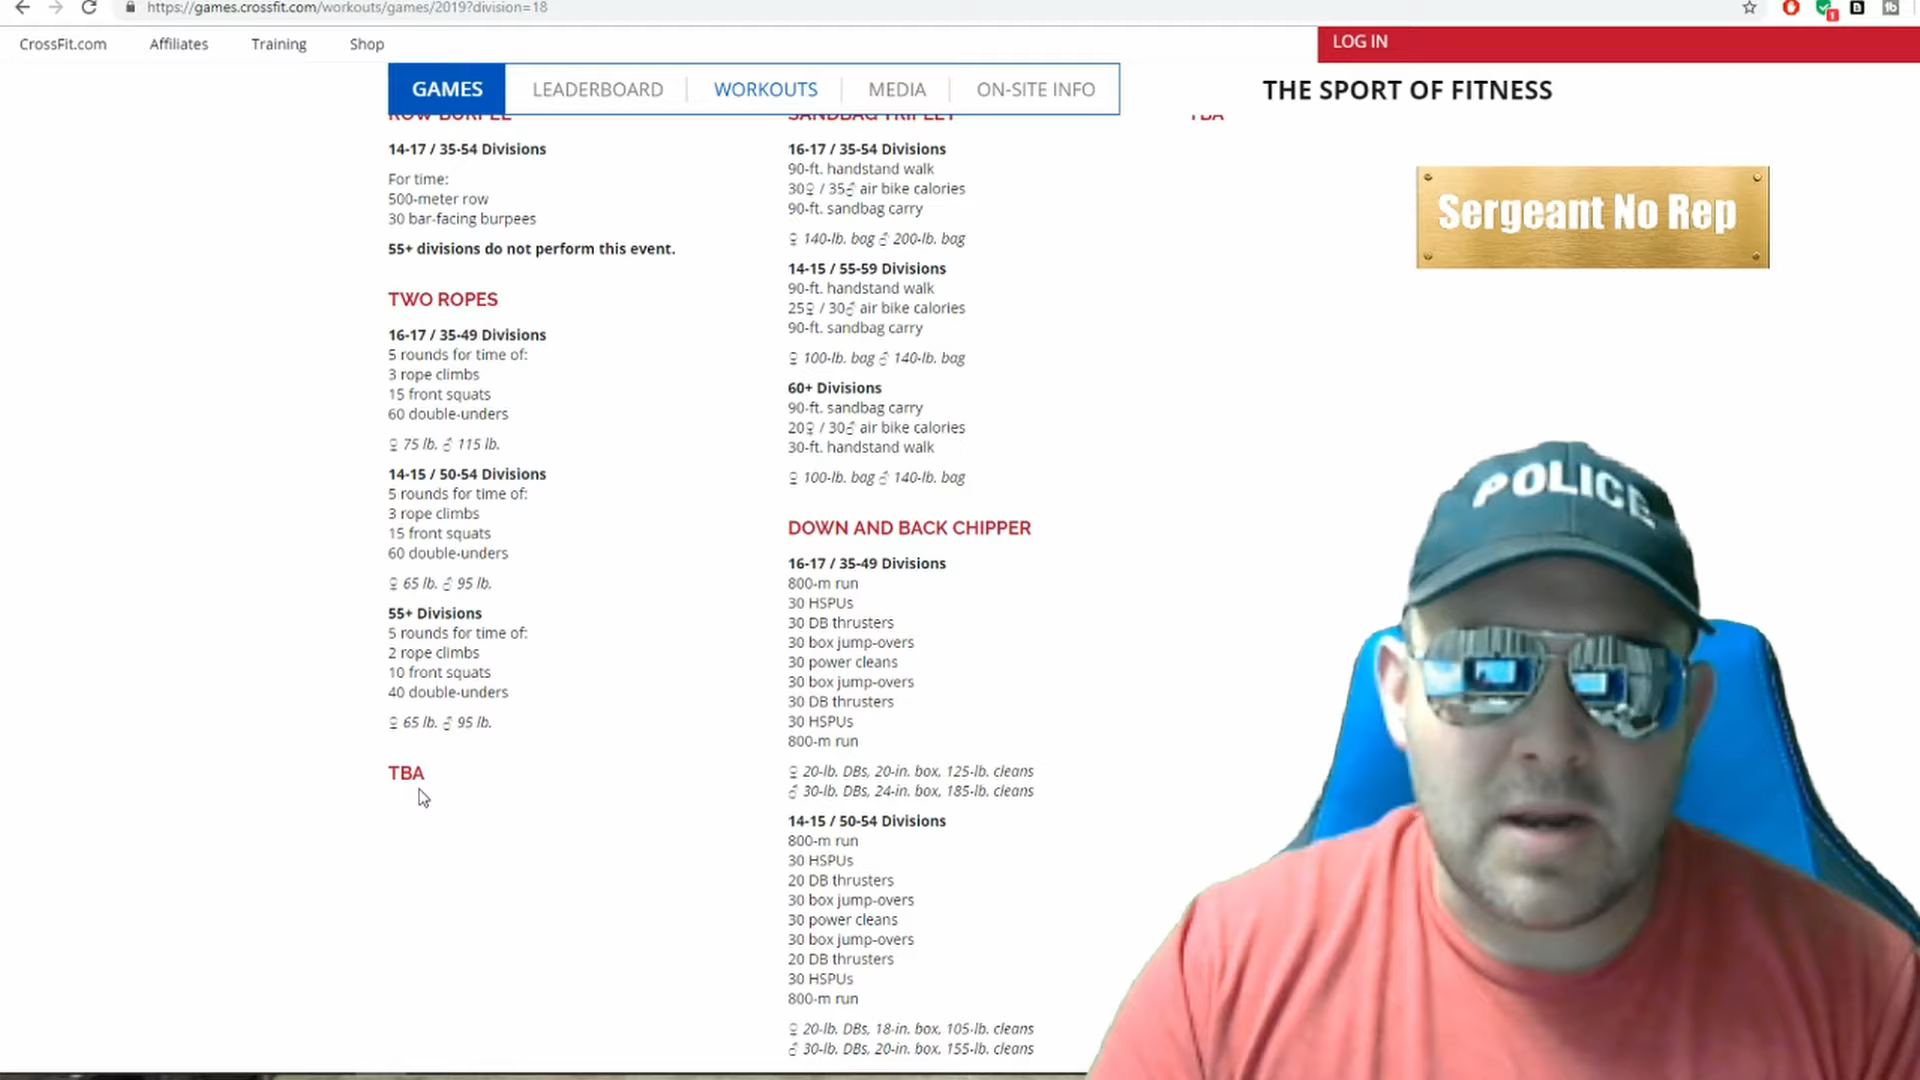 https://games.crossfit.com/workouts/games/2019?division=18
1
CrossFit.com
Affiliates
Training
Shop
LOG IN
GAMES
LEADERBOARD
WORKOUTS
MEDIA
ON-SITE INFO
THE SPORT OF FITNESS
ROW BURPEE
14-17 / 35-54 Divisions
For time:
500-meter row
30 bar-facing burpees
55+ divisions do not perform this event.
TWO ROPES
16-17 / 35-49 Divisions
5 rounds for time of:
3 rope climbs
15 front squats
60 double-unders
♀ 75 lb. ♂ 115 lb.
14-15 / 50-54 Divisions
5 rounds for time of:
3 rope climbs
15 front squats
60 double-unders
♀ 65 lb. ♂ 95 lb.
55+ Divisions
5 rounds for time of:
2 rope climbs
10 front squats
40 double-unders
♀ 65 lb. ♂ 95 lb.
TBA
SANDBAG TRIPLET
16-17 / 35-54 Divisions
90-ft. handstand walk
30♀ / 35♂ air bike calories
90-ft. sandbag carry
♀ 140-lb. bag ♂ 200-lb. bag
14-15 / 55-59 Divisions
90-ft. handstand walk
25♀ / 30♂ air bike calories
90-ft. sandbag carry
♀ 100-lb. bag ♂ 140-lb. bag
60+ Divisions
90-ft. sandbag carry
20♀ / 30♂ air bike calories
30-ft. handstand walk
♀ 100-lb. bag ♂ 140-lb. bag
DOWN AND BACK CHIPPER
16-17 / 35-49 Divisions
800-m run
30 HSPUs
30 DB thrusters
30 box jump-overs
30 power cleans
30 box jump-overs
30 DB thrusters
30 HSPUs
800-m run
♀ 20-lb. DBs, 20-in. box, 125-lb. cleans
♂ 30-lb. DBs, 24-in. box, 185-lb. cleans
14-15 / 50-54 Divisions
800-m run
30 HSPUs
20 DB thrusters
30 box jump-overs
30 power cleans
30 box jump-overs
20 DB thrusters
30 HSPUs
800-m run
♀ 20-lb. DBs, 18-in. box, 105-lb. cleans
♂ 30-lb. DBs, 20-in. box, 155-lb. cleans
TBA
Sergeant No Rep
POLICE